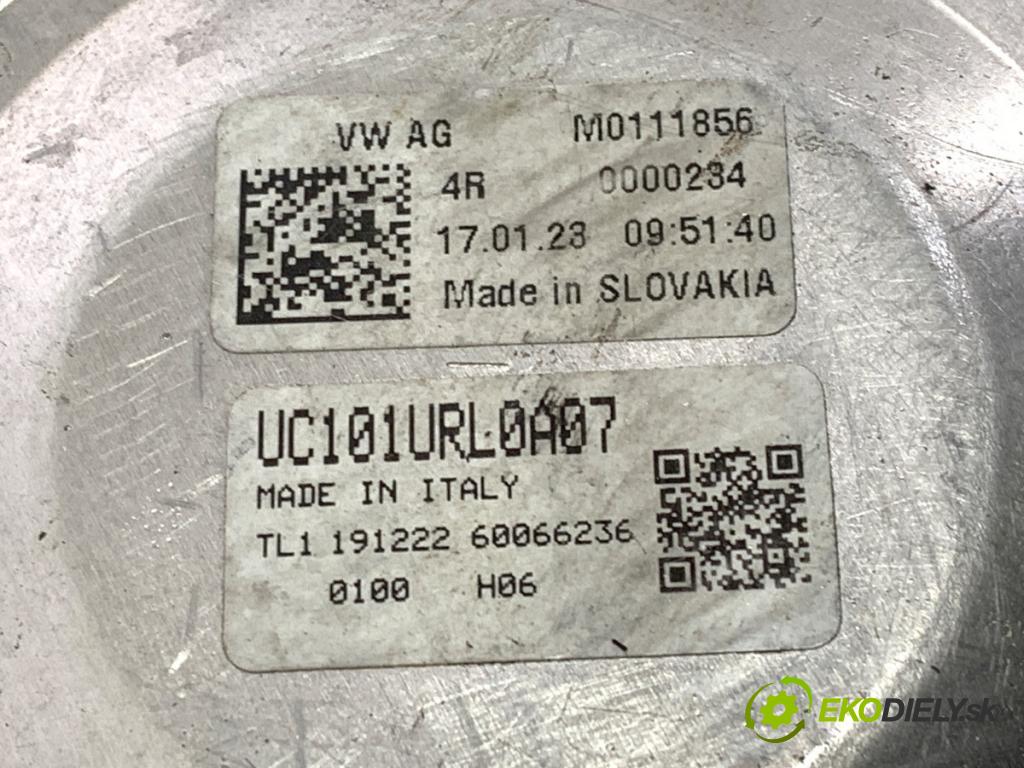 VW AG M0111856
4R 0000234
17.01.23 09:51:40
Made in SLOVAKIA
UC101URL0A07
MADE IN ITALY
TL1 191222 60066236
0100 H06
EKODIELY.sk